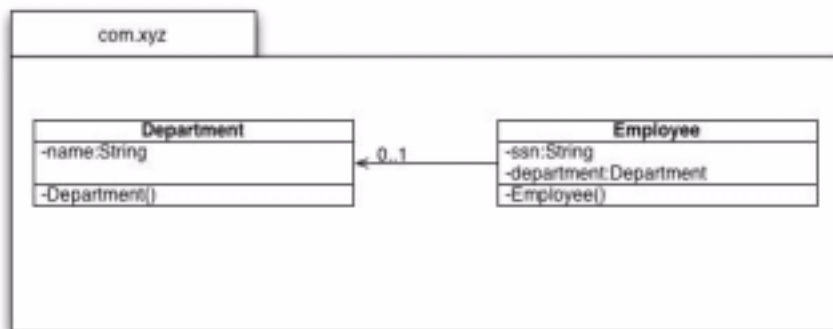 com.xyz
Department
-name:String
-Department()
0..1
Employee
-ssn:String
-department:Department
-Employee()